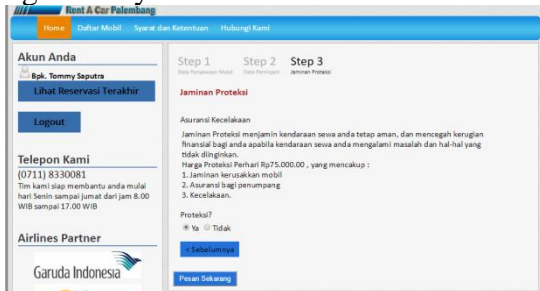 Rent A Car Palembang
Home Daftar Mobil Syarat dan Ketentuan Hubungi Kami
Akun Anda
Bpk. Tommy Saputra
Lihat Reservasi Terakhir
Logout
Telepon Kami
(0711) 8330081
Tim kami siap membantu anda mulai
hari Senin sampai jumat dari jam 8.00
WIB sampai 17.00 WIB
Airlines Partner
Garuda Indonesia
Step 1 Step 2 Step 3
Data Penyewaan Mobil Data Peminjam Jaminan Proteksi
Jaminan Proteksi
Asuransi Kecelakaan
Jaminan Proteksi menjamin kendaraan sewa anda tetap aman, dan mencegah kerugian
finansial bagi anda apabila kendaraan sewa anda mengalami masalah dan hal-hal yang
tidak diinginkan.
Harga Proteksi Perhari Rp75.000.00 , yang mencakup :
1. Jaminan kerusakkan mobil
2. Asuransi bagi penumpang
3. Kecelakaan.
Proteksi?
Ya Tidak
< Sebelumnya
Pesan Sekarang